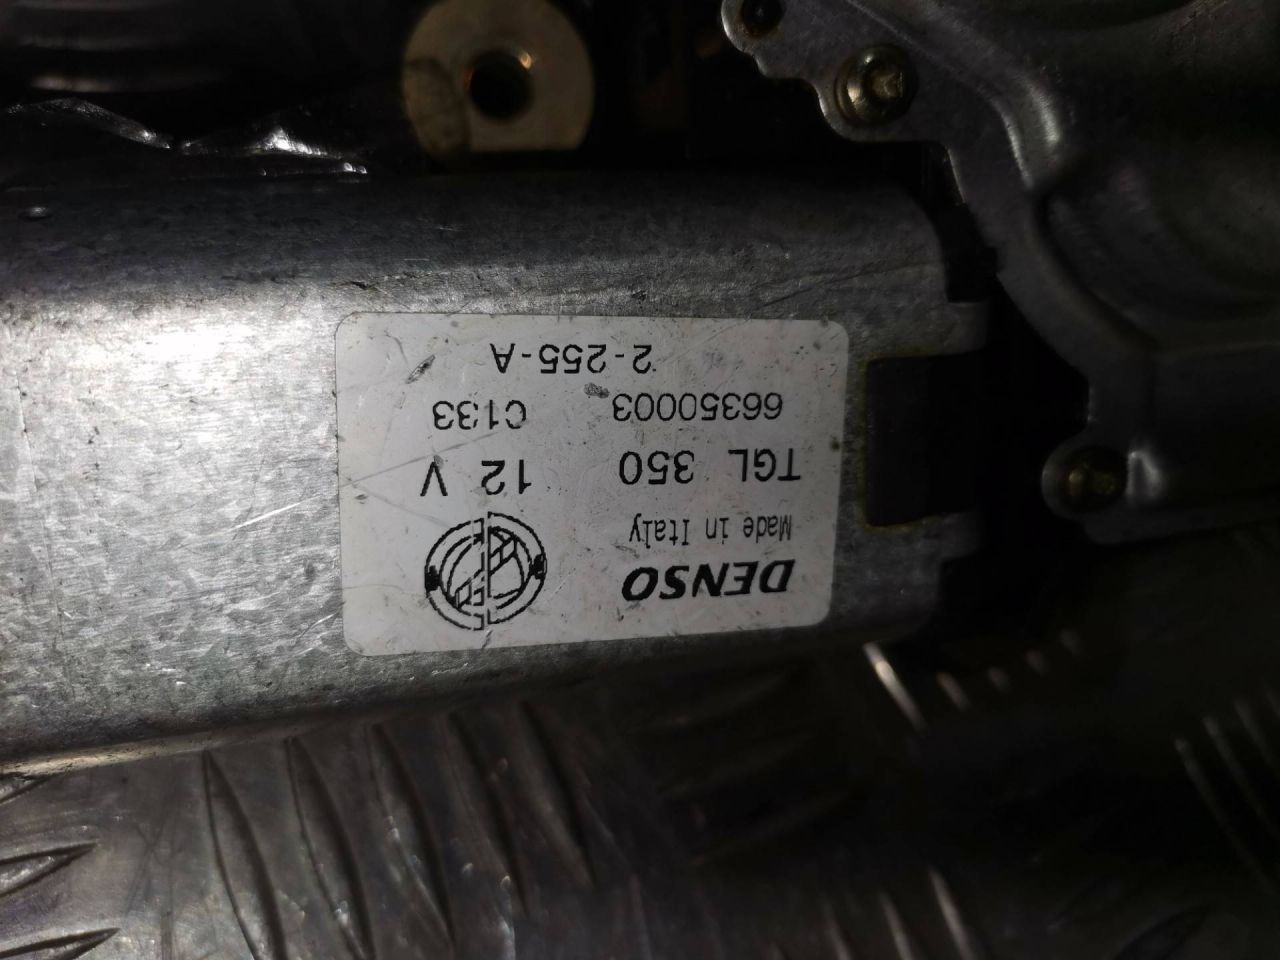 DENSO
Made in Italy
TGL 350 12 V
66350003 C133
2-255-A